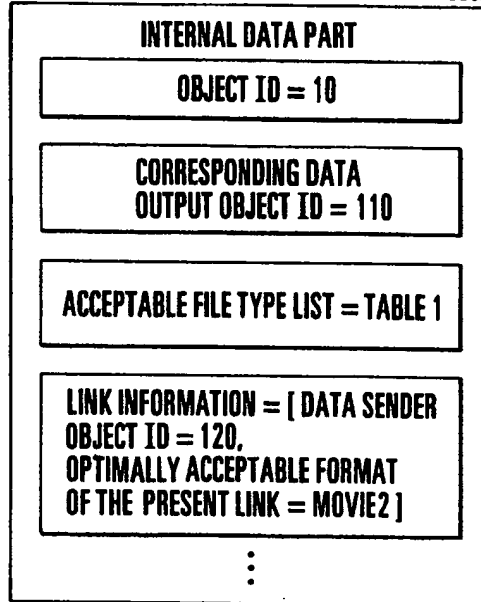 INTERNAL DATA PART
OBJECT ID = 10
CORRESPONDING DATA
OUTPUT OBJECT ID = 110
ACCEPTABLE FILE TYPE LIST = TABLE 1
LINK INFORMATION = [ DATA SENDER
OBJECT ID = 120,
OPTIMALLY ACCEPTABLE FORMAT
OF THE PRESENT LINK = MOVIE2 ]